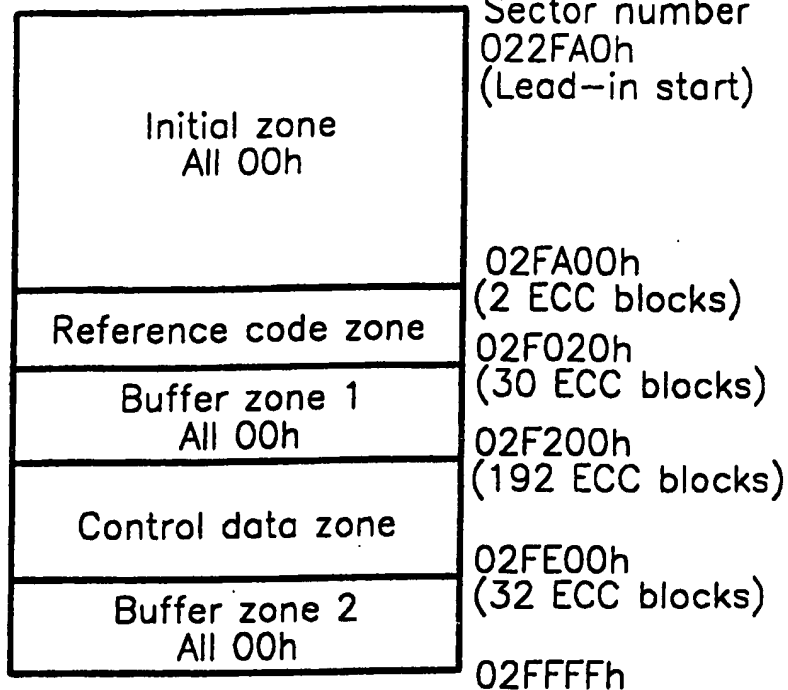 Sector number
022FA0h
(Lead-in start)
Initial zone
All 00h
02FA00h
(2 ECC blocks)
Reference code zone
02F020h
(30 ECC blocks)
Buffer zone 1
All 00h
02F200h
(192 ECC blocks)
Control data zone
02FE00h
(32 ECC blocks)
Buffer zone 2
All 00h
02FFFFh